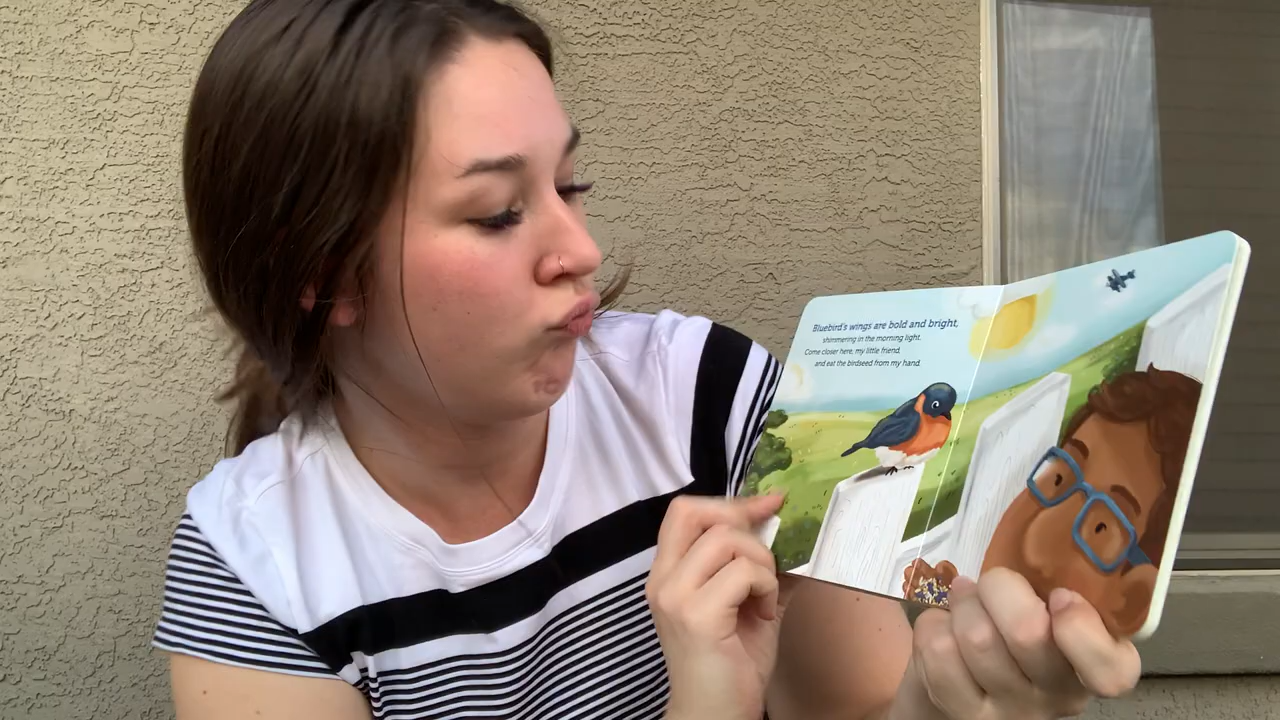 Bluebird's wings are bold and bright,
shimmering in the morning light.
Come closer here, my little friend,
and eat the birdseed from my hand.